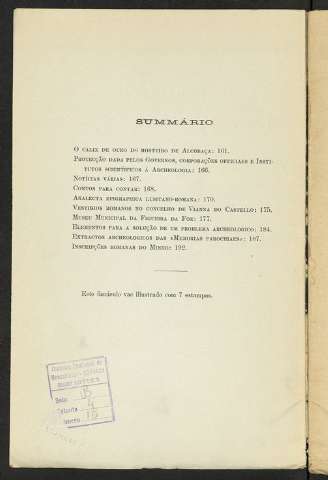 SUMMÁRIO
O CALIX DE OURO DO MOSTEIRO DE ALCOBAÇA: 161.
PROTECÇÃO DADA PELOS GOVERNOS, CORPORAÇÕES OFFICIAES E INSTI-
TUTOS SCIENTIFICOS Á ARCHEOLOGIA: 166.
NOTÍCIAS VÁRIAS: 167.
CONTOS PARA CONTAR: 168.
ANALECTA EPIGRAPHICA LUSITANO-ROMANA: 170.
VESTIGIOS ROMANOS NO CONCELHO DE VIANNA DO CASTELLO: 175.
MUSEU MUNICIPAL DA FIGUEIRA DA FOZ: 177.
ELEMENTOS PARA A SOLUÇÃO DE UM PROBLEMA ARCHEOLOGICO: 184.
EXTRACTOS ARCHEOLOGICOS DAS «MEMORIAS PAROCHIAES»: 187.
INSCRIPÇÕES ROMANAS DO MINHO: 192.
Este fasciculo vae illustrado com 7 estampas.